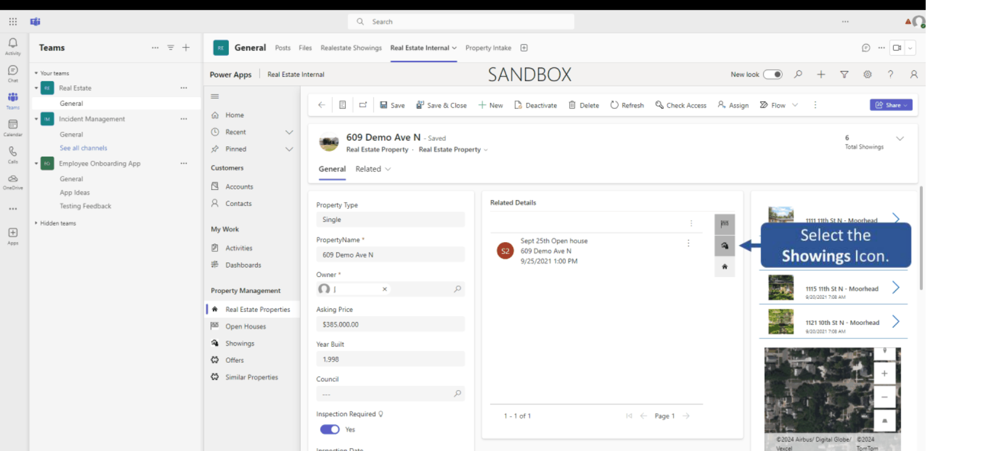 Search
Activity
Chat
Teams
Calendar
Calls
OneDrive
Apps
Teams
Your teams
RE Real Estate
General
IM Incident Management
General
See all channels
EO Employee Onboarding App
General
App Ideas
Testing Feedback
Hidden teams
RE General Posts Files Realestate Showings Real Estate Internal Property Intake
Power Apps Real Estate Internal
SANDBOX
New look
Home
Recent
Pinned
Customers
Accounts
Contacts
My Work
Activities
Dashboards
Property Management
Real Estate Properties
Open Houses
Showings
Offers
Similar Properties
Save Save & Close New Deactivate Delete Refresh Check Access Assign Flow Share
609 Demo Ave N - Saved
Real Estate Property · Real Estate Property
6
Total Showings
General Related
Property Type
Single
PropertyName *
609 Demo Ave N
Owner *
Asking Price
$385,000.00
Year Built
1,998
Council
---
Inspection Required
Yes
Inspection Date
Related Details
S2
Sept 25th Open house
609 Demo Ave N
9/25/2021 1:00 PM
1 - 1 of 1
Page 1
1111 11th St N - Moorhead
Select the
Showings Icon.
1115 11th St N - Moorhead
9/20/2021 7:08 AM
1121 10th St N - Moorhead
9/20/2021 7:08 AM
©2024 Airbus/ Digital Globe/ ©2024
Vexcel TomTom